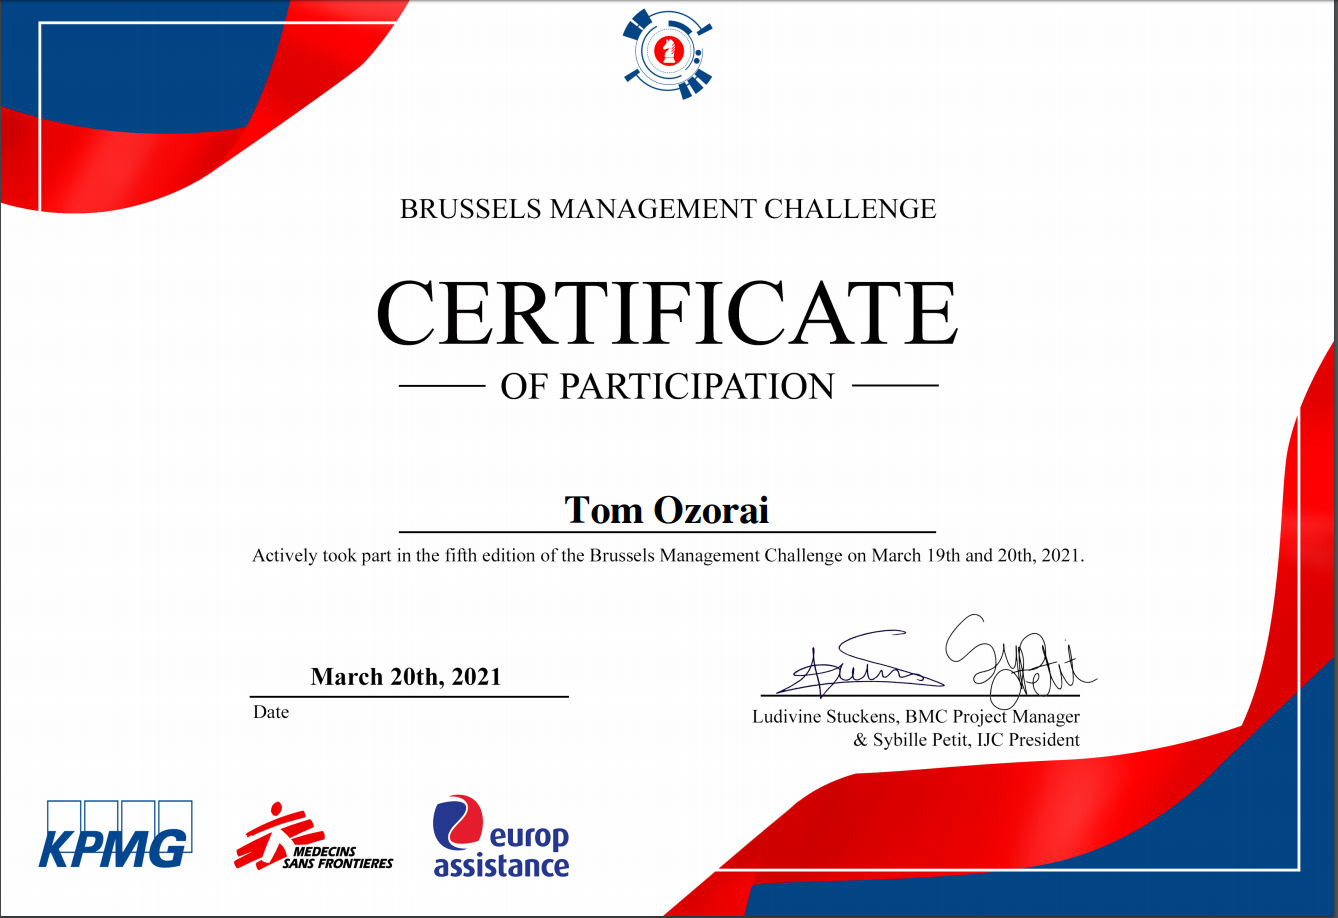 BRUSSELS MANAGEMENT CHALLENGE
CERTIFICATE
OF PARTICIPATION
Tom Ozorai
Actively took part in the fifth edition of the Brussels Management Challenge on March 19th and 20th, 2021.
March 20th, 2021
Date
SyPetit
Ludivine Stuckens, BMC Project Manager
& Sybille Petit, IJC President
KPMG
MEDECINS
SANS FRONTIERES
europ
assistance